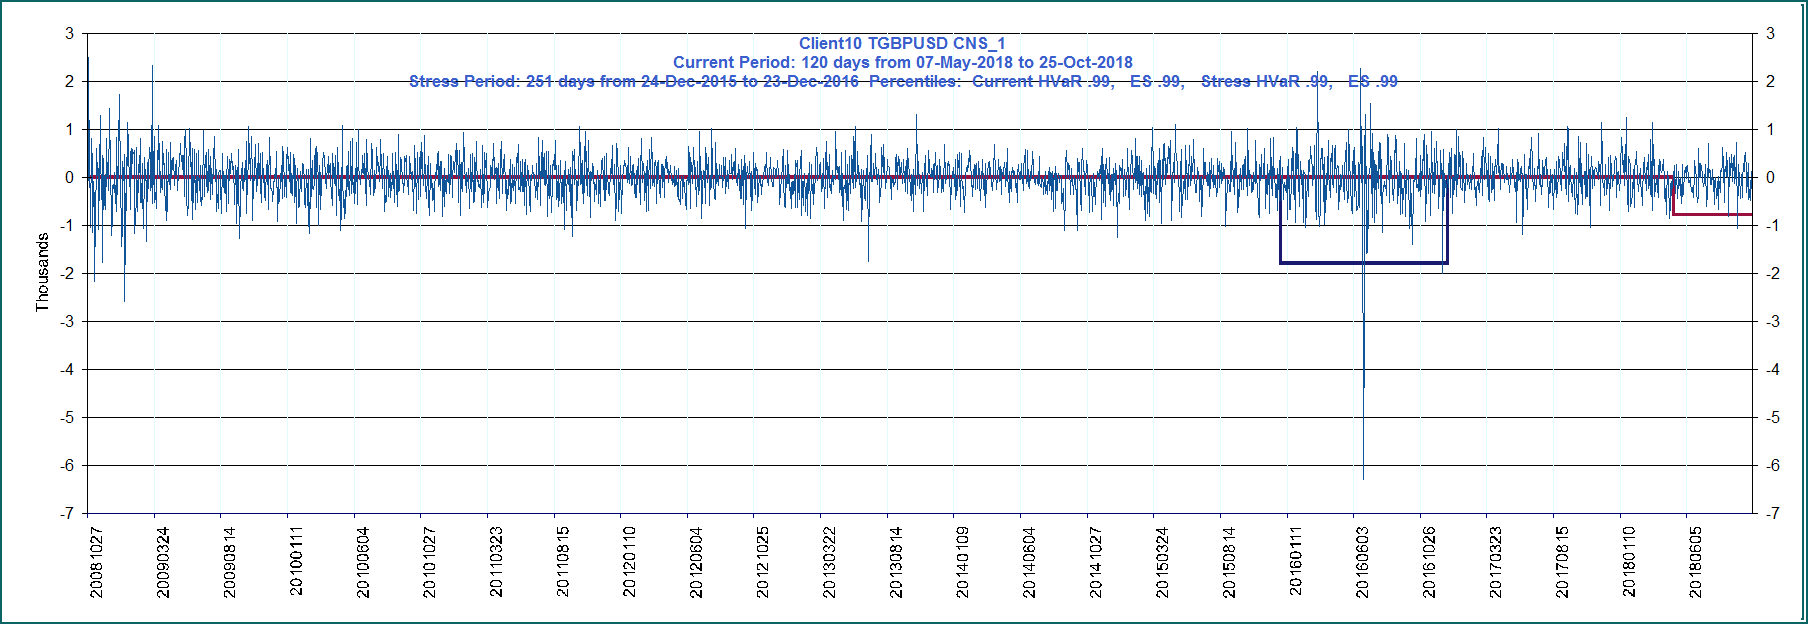 Client10 TGBPUSD CNS_1
Current Period: 120 days from 07-May-2018 to 25-Oct-2018
Stress Period: 251 days from 24-Dec-2015 to 23-Dec-2016 Percentiles: Current HVaR .99, ES .99, Stress HVaR .99, ES .99
3 3
2 2
1 1
0 0
-1 -1
-2 -2
-3 -3
-4 -4
-5 -5
-6 -6
-7 -7
Thousands
20081027 20090324 20090814 20100111 20100604 20101027 20110323 20110815 20120110 20120604 20121025 20130322 20130814 20140109 20140604 20141027 20150324 20150814 20160111 20160603 20161026 20170323 20170815 20180110 20180605